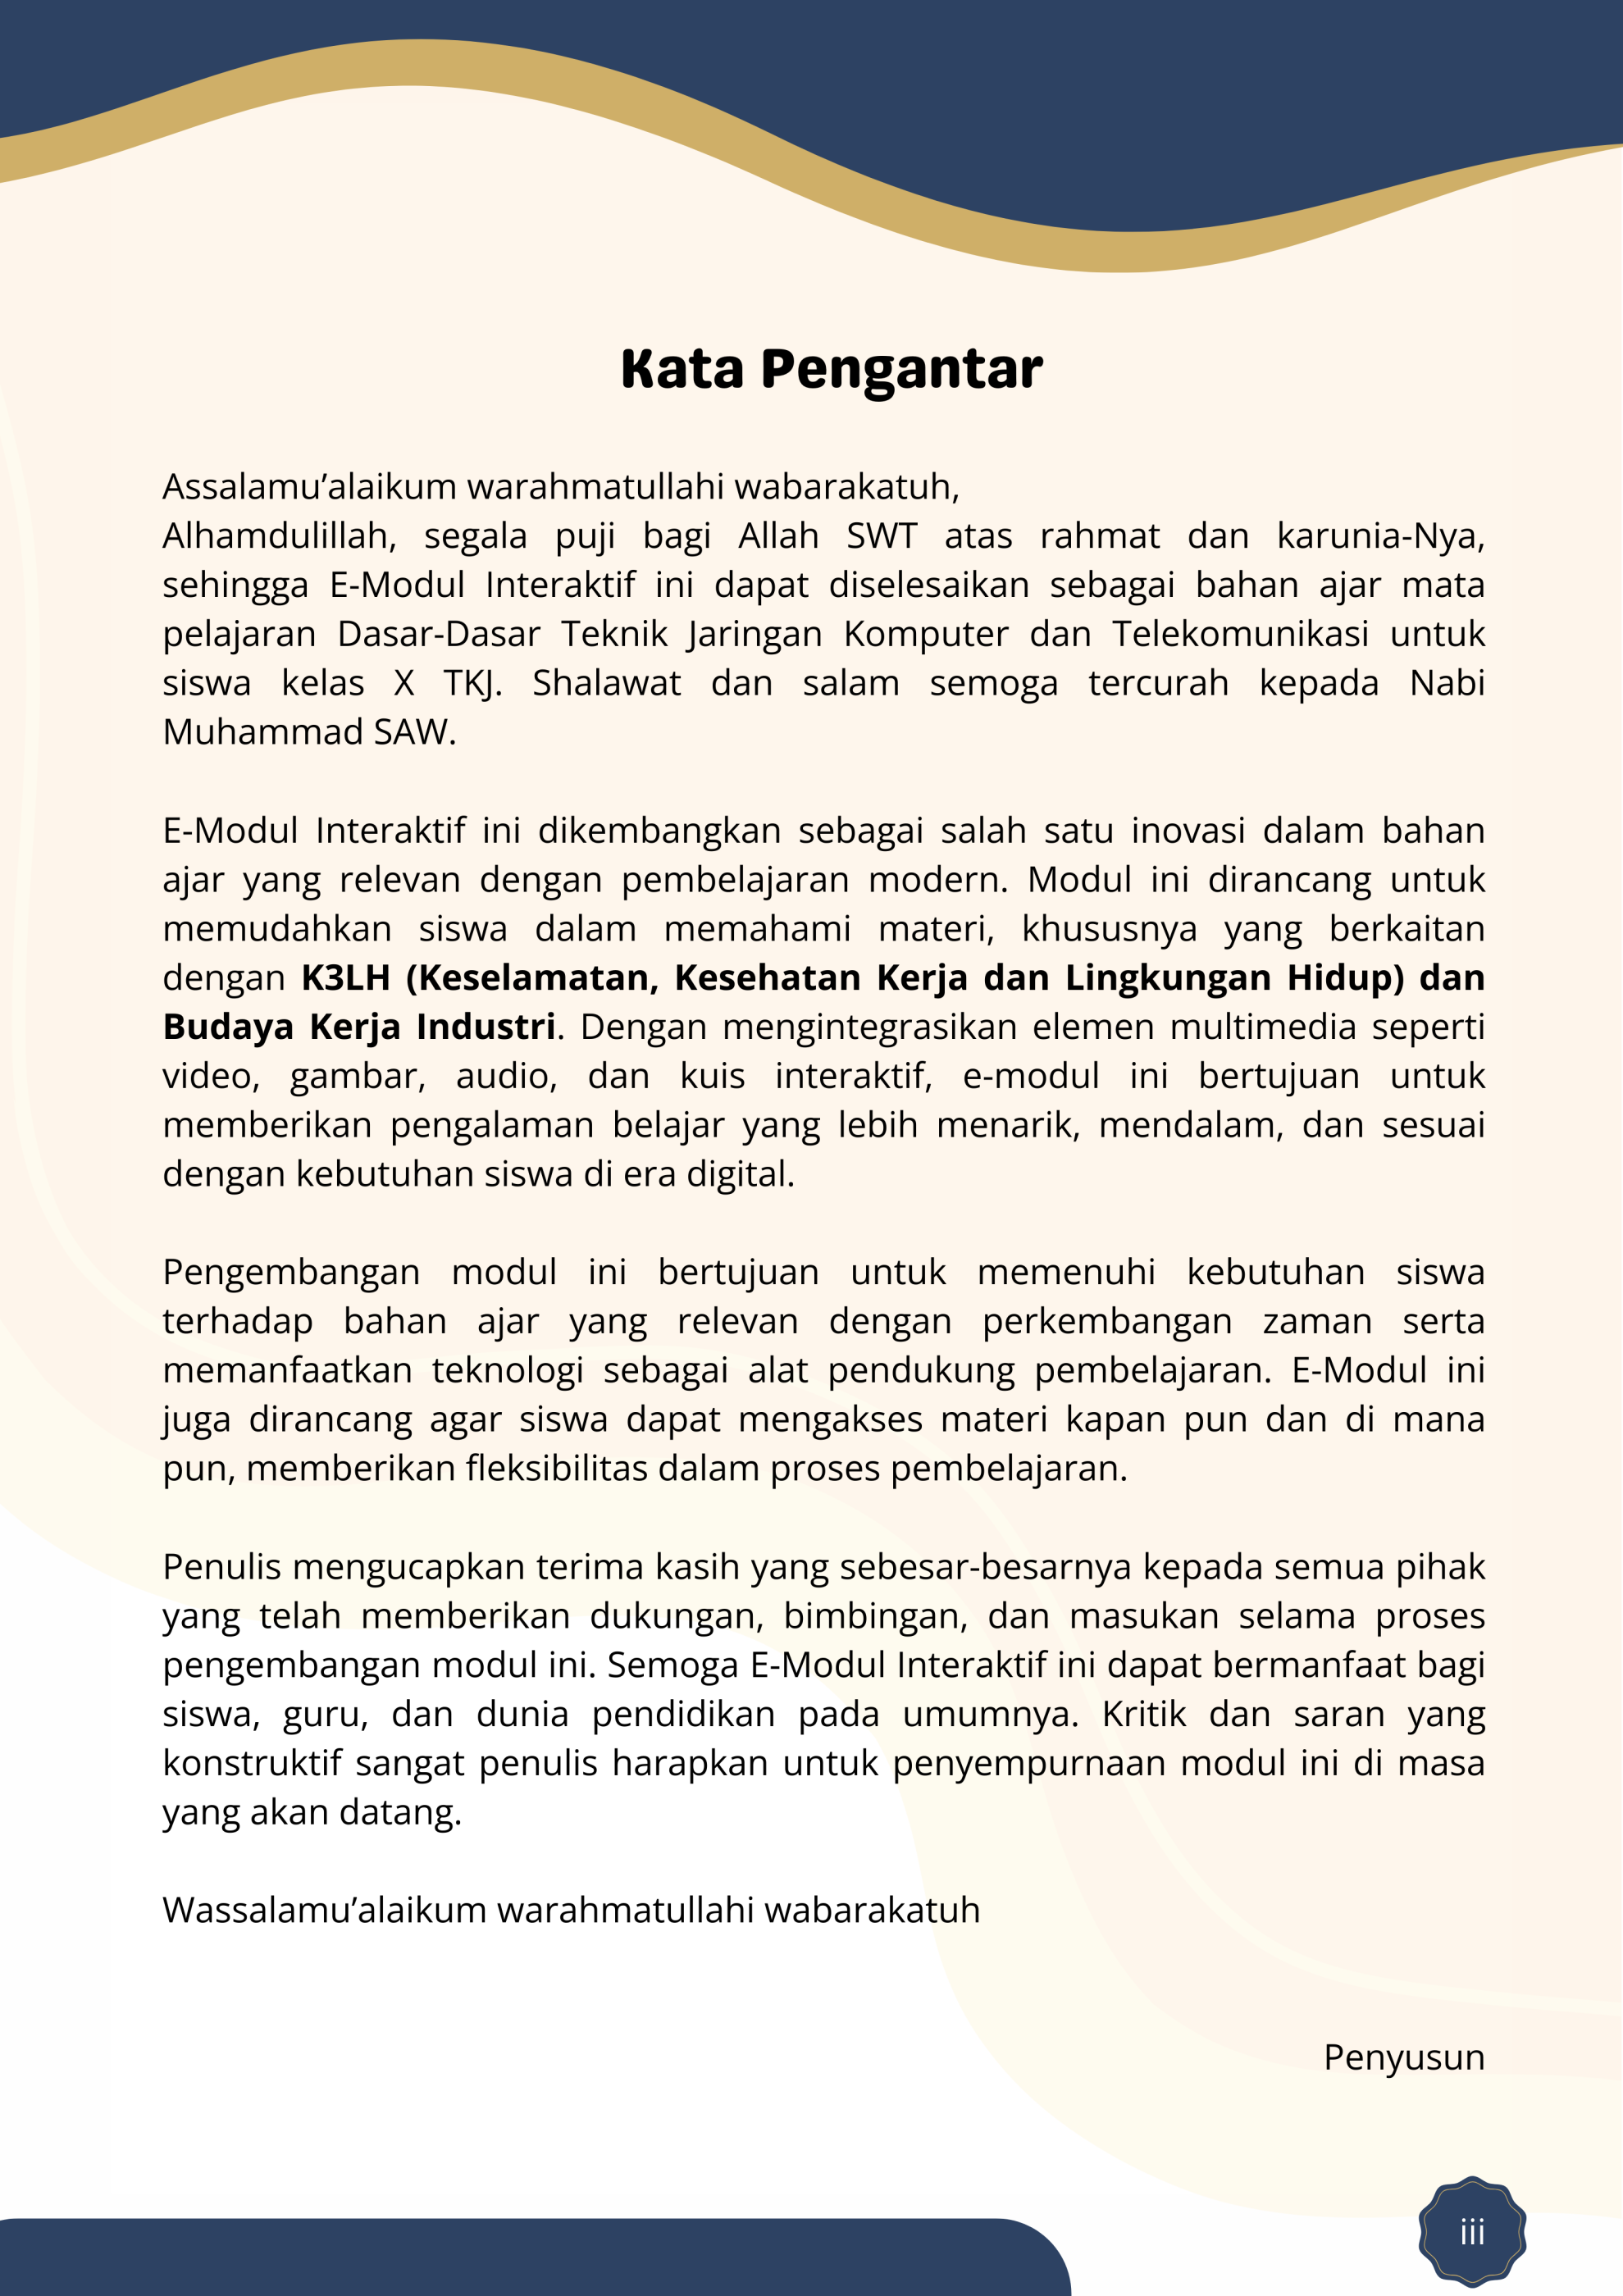 Kata Pengantar
Assalamu’alaikum warahmatullahi wabarakatuh,
Alhamdulillah, segala puji bagi Allah SWT atas rahmat dan karunia-Nya,
sehingga E-Modul Interaktif ini dapat diselesaikan sebagai bahan ajar mata
pelajaran Dasar-Dasar Teknik Jaringan Komputer dan Telekomunikasi untuk
siswa kelas X TKJ. Shalawat dan salam semoga tercurah kepada Nabi
Muhammad SAW.
E-Modul Interaktif ini dikembangkan sebagai salah satu inovasi dalam bahan
ajar yang relevan dengan pembelajaran modern. Modul ini dirancang untuk
memudahkan siswa dalam memahami materi, khususnya yang berkaitan
dengan K3LH (Keselamatan, Kesehatan Kerja dan Lingkungan Hidup) dan
Budaya Kerja Industri. Dengan mengintegrasikan elemen multimedia seperti
video, gambar, audio, dan kuis interaktif, e-modul ini bertujuan untuk
memberikan pengalaman belajar yang lebih menarik, mendalam, dan sesuai
dengan kebutuhan siswa di era digital.
Pengembangan modul ini bertujuan untuk memenuhi kebutuhan siswa
terhadap bahan ajar yang relevan dengan perkembangan zaman serta
memanfaatkan teknologi sebagai alat pendukung pembelajaran. E-Modul ini
juga dirancang agar siswa dapat mengakses materi kapan pun dan di mana
pun, memberikan fleksibilitas dalam proses pembelajaran.
Penulis mengucapkan terima kasih yang sebesar-besarnya kepada semua pihak
yang telah memberikan dukungan, bimbingan, dan masukan selama proses
pengembangan modul ini. Semoga E-Modul Interaktif ini dapat bermanfaat bagi
siswa, guru, dan dunia pendidikan pada umumnya. Kritik dan saran yang
konstruktif sangat penulis harapkan untuk penyempurnaan modul ini di masa
yang akan datang.
Wassalamu’alaikum warahmatullahi wabarakatuh
Penyusun
iii